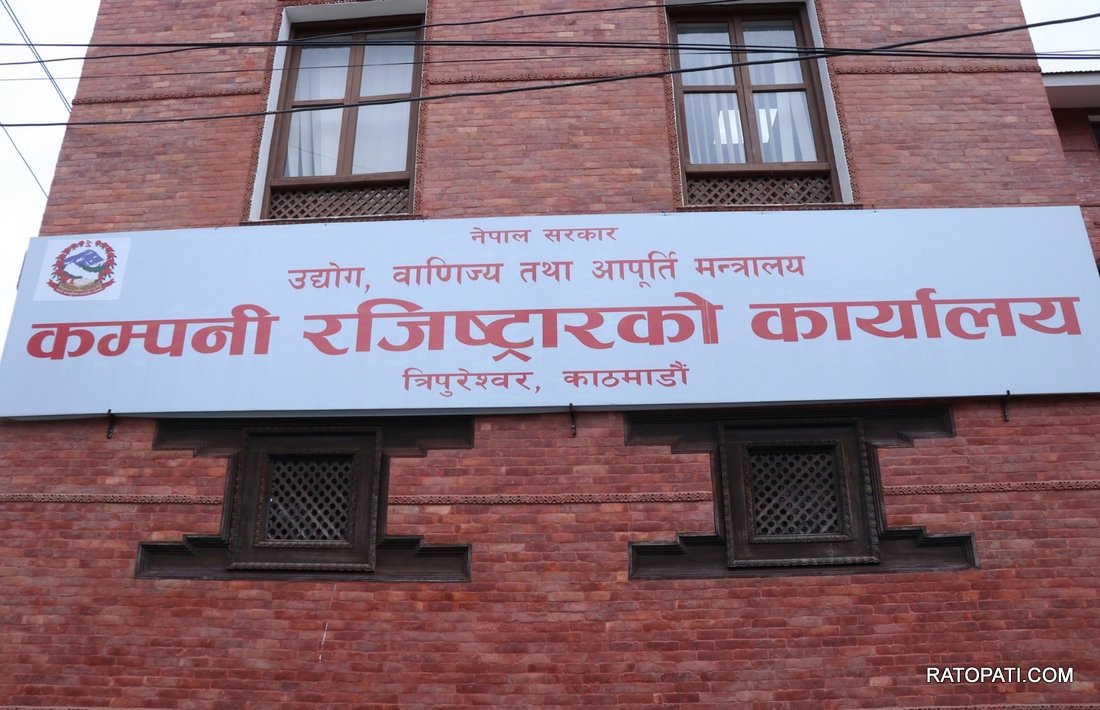 नेपाल सरकार
उद्योग, वाणिज्य तथा आपूर्ति मन्त्रालय
कम्पनी रजिष्ट्रारको कार्यालय
त्रिपुरेश्वर, काठमाडौं
RATOPATI.COM